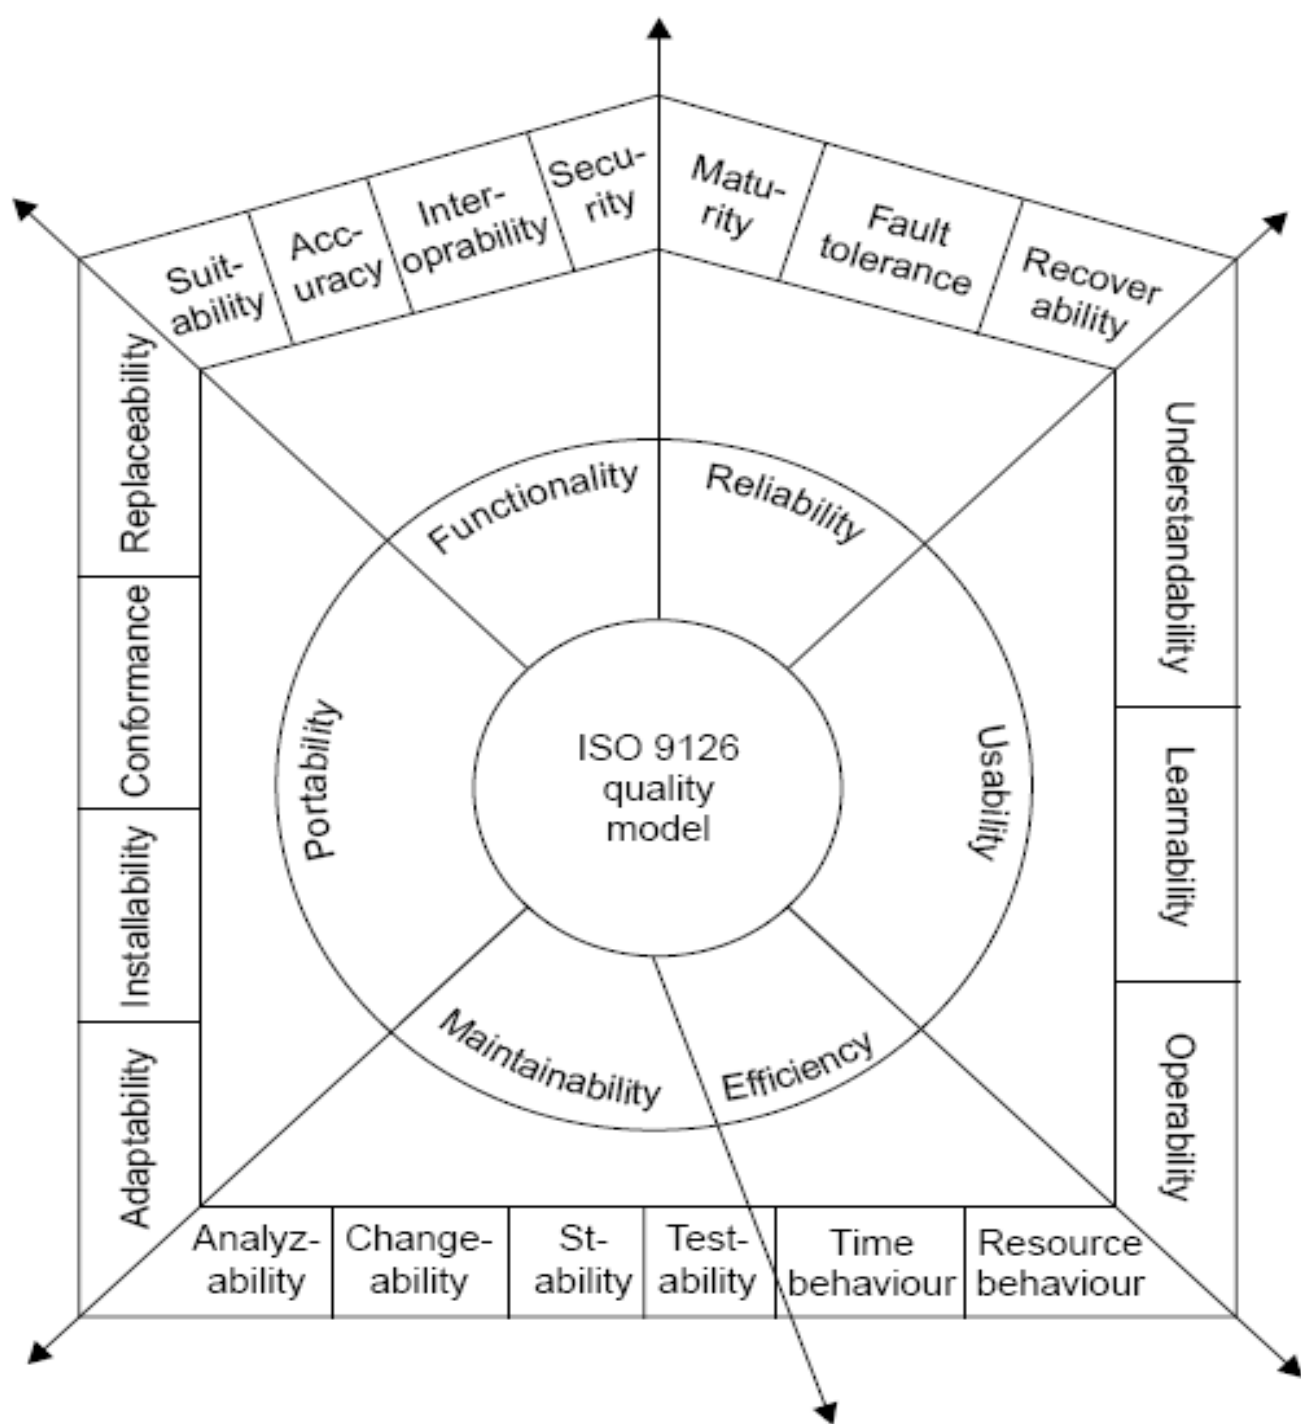 Secu-
rity
Matu-
rity
Inter-
oprability
Fault
tolerance
Acc-
uracy
Recover
ability
Suit-
ability
Replaceability
Understandability
Functionality
Reliability
Conformance
Portability
ISO 9126
quality
model
Usability
Learnability
Installability
Maintainability
Efficiency
Adaptability
Operability
Analyz-
ability
Change-
ability
St-
ability
Test-
ability
Time
behaviour
Resource
behaviour